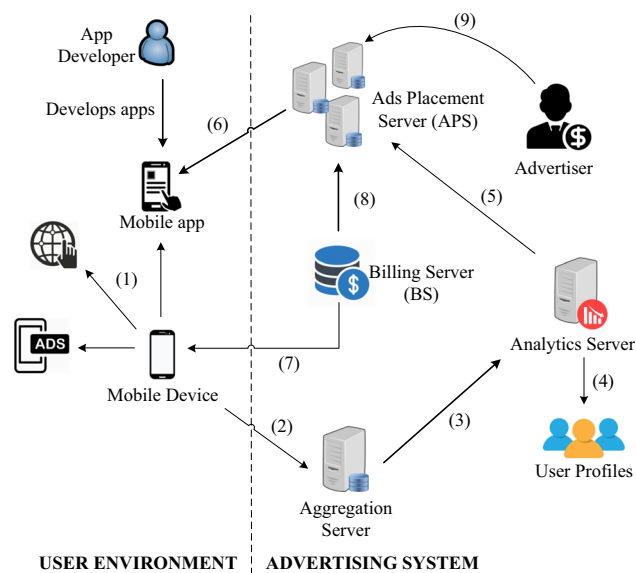 App
Developer
Develops apps
Mobile app
(1)
ADS
Mobile Device
(2)
(6)
(9)
Ads Placement
Server (APS)
$
Advertiser
(5)
(8)
Billing Server
(BS)
$
Analytics Server
(7)
(4)
(3)
User Profiles
Aggregation
Server
USER ENVIRONMENT
ADVERTISING SYSTEM